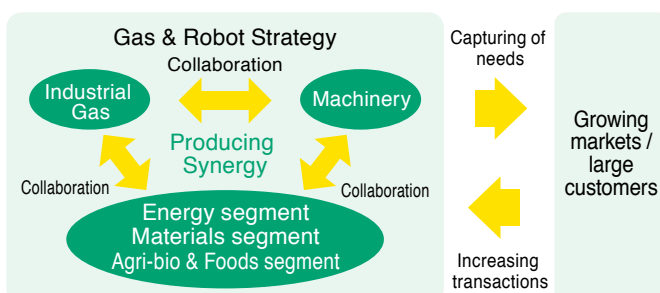 Gas & Robot Strategy
Collaboration
Industrial
Gas
Machinery
Producing
Synergy
Collaboration
Collaboration
Energy segment
Materials segment
Agri-bio & Foods segment
Capturing of
needs
Increasing
transactions
Growing
markets /
large
customers